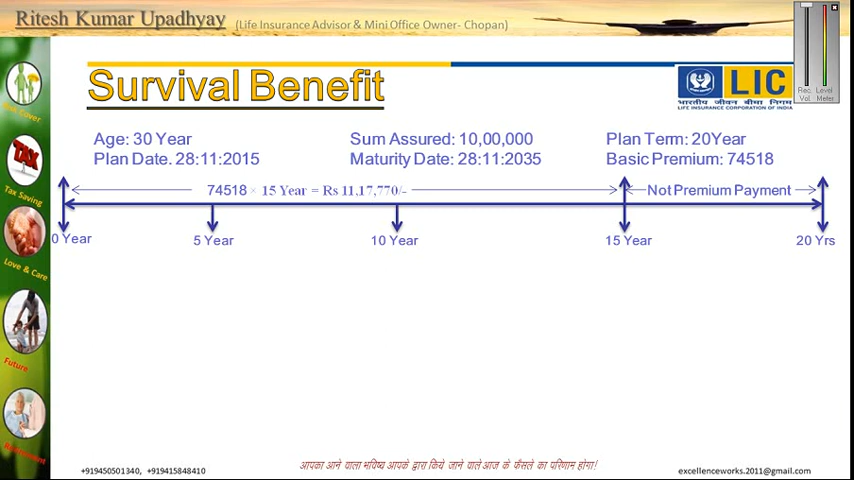 Ritesh Kumar Upadhyay (Life Insurance Advisor & Mini Office Owner- Chopan)
Rec. Level
Vol. Meter
Survival Benefit
LIC
भारतीय जीवन बीमा निगम
LIFE INSURANCE CORPORATION OF INDIA
Age: 30 Year Sum Assured: 10,00,000 Plan Term: 20Year
Plan Date. 28:11:2015 Maturity Date: 28:11:2035 Basic Premium: 74518
74518 × 15 Year = Rs 11,17,770/- Not Premium Payment
0 Year 5 Year 10 Year 15 Year 20 Yrs
Cover
Tax Saving
Love & Care
Future
Retirement
+919450501340, +919415848410 आपका आने वाला भविष्य आपके द्वारा किये जाने वाले आज के फैसले का परिणाम होगा! excellenceworks.2011@gmail.com